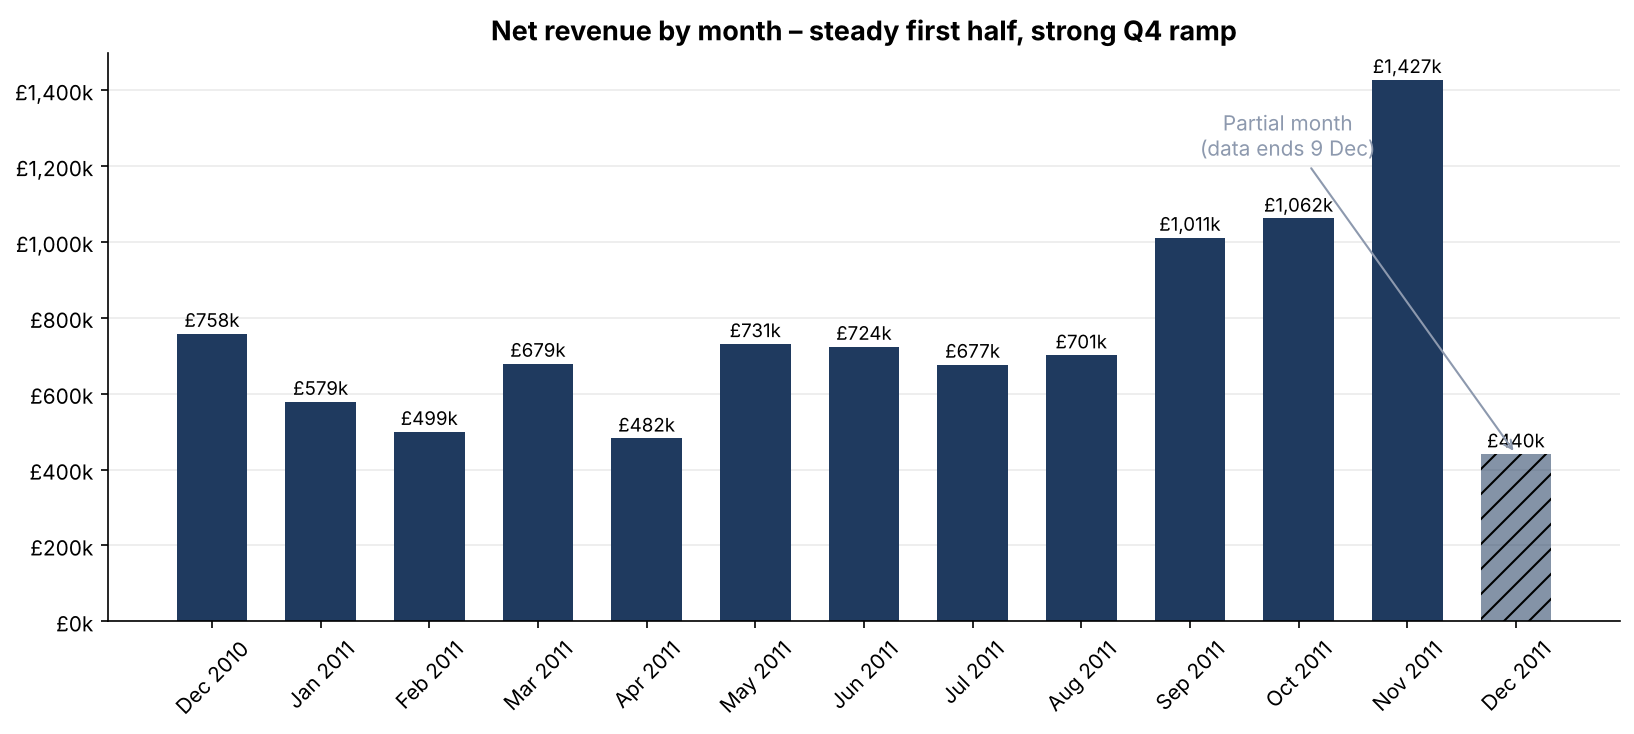 Net revenue by month – steady first half, strong Q4 ramp
£1,400k
£1,200k
£1,000k
£800k
£600k
£400k
£200k
£0k
£758k
£579k
£499k
£679k
£482k
£731k
£724k
£677k
£701k
£1,011k
£1,062k
£1,427k
£440k
Partial month
(data ends 9 Dec)
Dec 2010
Jan 2011
Feb 2011
Mar 2011
Apr 2011
May 2011
Jun 2011
Jul 2011
Aug 2011
Sep 2011
Oct 2011
Nov 2011
Dec 2011